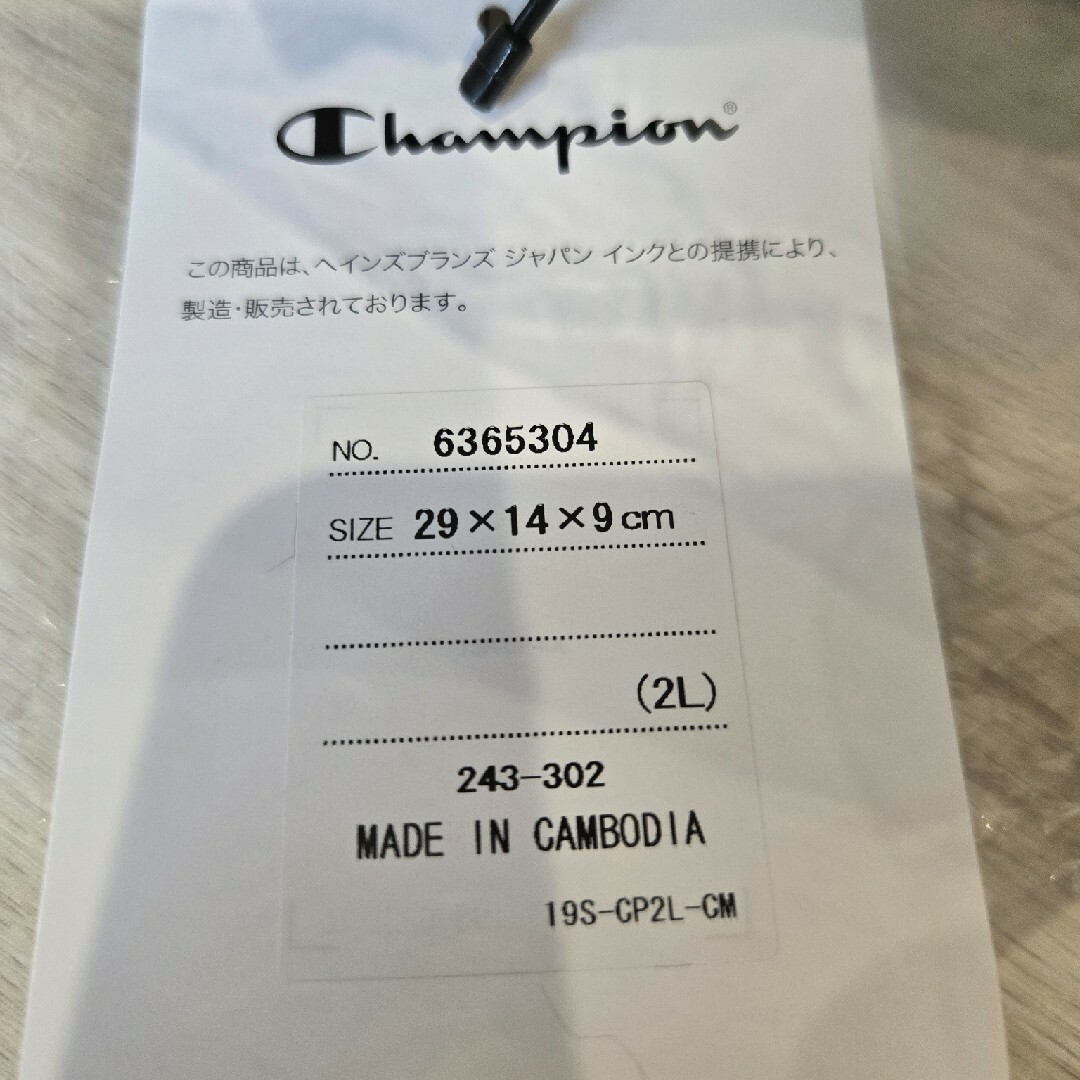 Champion®
この商品は、ヘインズブランズ ジャパン インクとの提携により、
製造・販売されております。
NO. 6365304
SIZE 29×14×9cm
(2L)
243-302
MADE IN CAMBODIA
19S-CP2L-CM